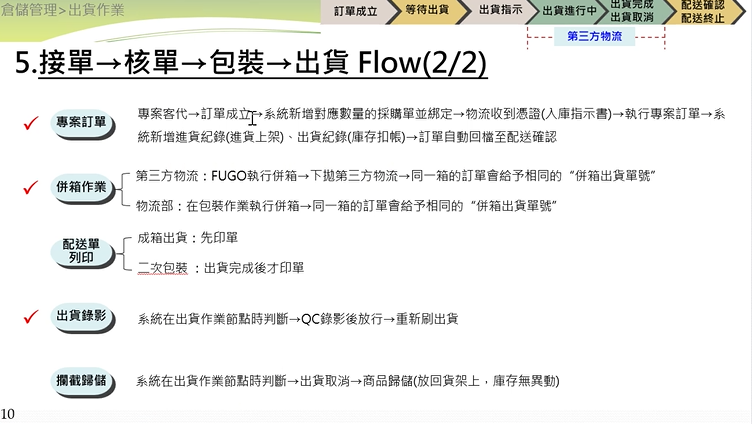 倉儲管理>出貨作業
訂單成立
等待出貨
出貨指示
出貨進行中
出貨完成
出貨取消
配送確認
配送終止
第三方物流
5.接單→核單→包裝→出貨 Flow(2/2)
專案訂單
專案客代→訂單成立→系統新增對應數量的採購單並綁定→物流收到憑證(入庫指示書)→執行專案訂單→系
統新增進貨紀錄(進貨上架)、出貨紀錄(庫存扣帳)→訂單自動回檔至配送確認
併箱作業
第三方物流：FUGO執行併箱→下拋第三方物流→同一箱的訂單會給予相同的“併箱出貨單號”
物流部：在包裝作業執行併箱→同一箱的訂單會給予相同的“併箱出貨單號”
配送單
列印
成箱出貨：先印單
二次包裝 ：出貨完成後才印單
出貨錄影
系統在出貨作業節點時判斷→QC錄影後放行→重新刷出貨
攔截歸儲
系統在出貨作業節點時判斷→出貨取消→商品歸儲(放回貨架上，庫存無異動)
10